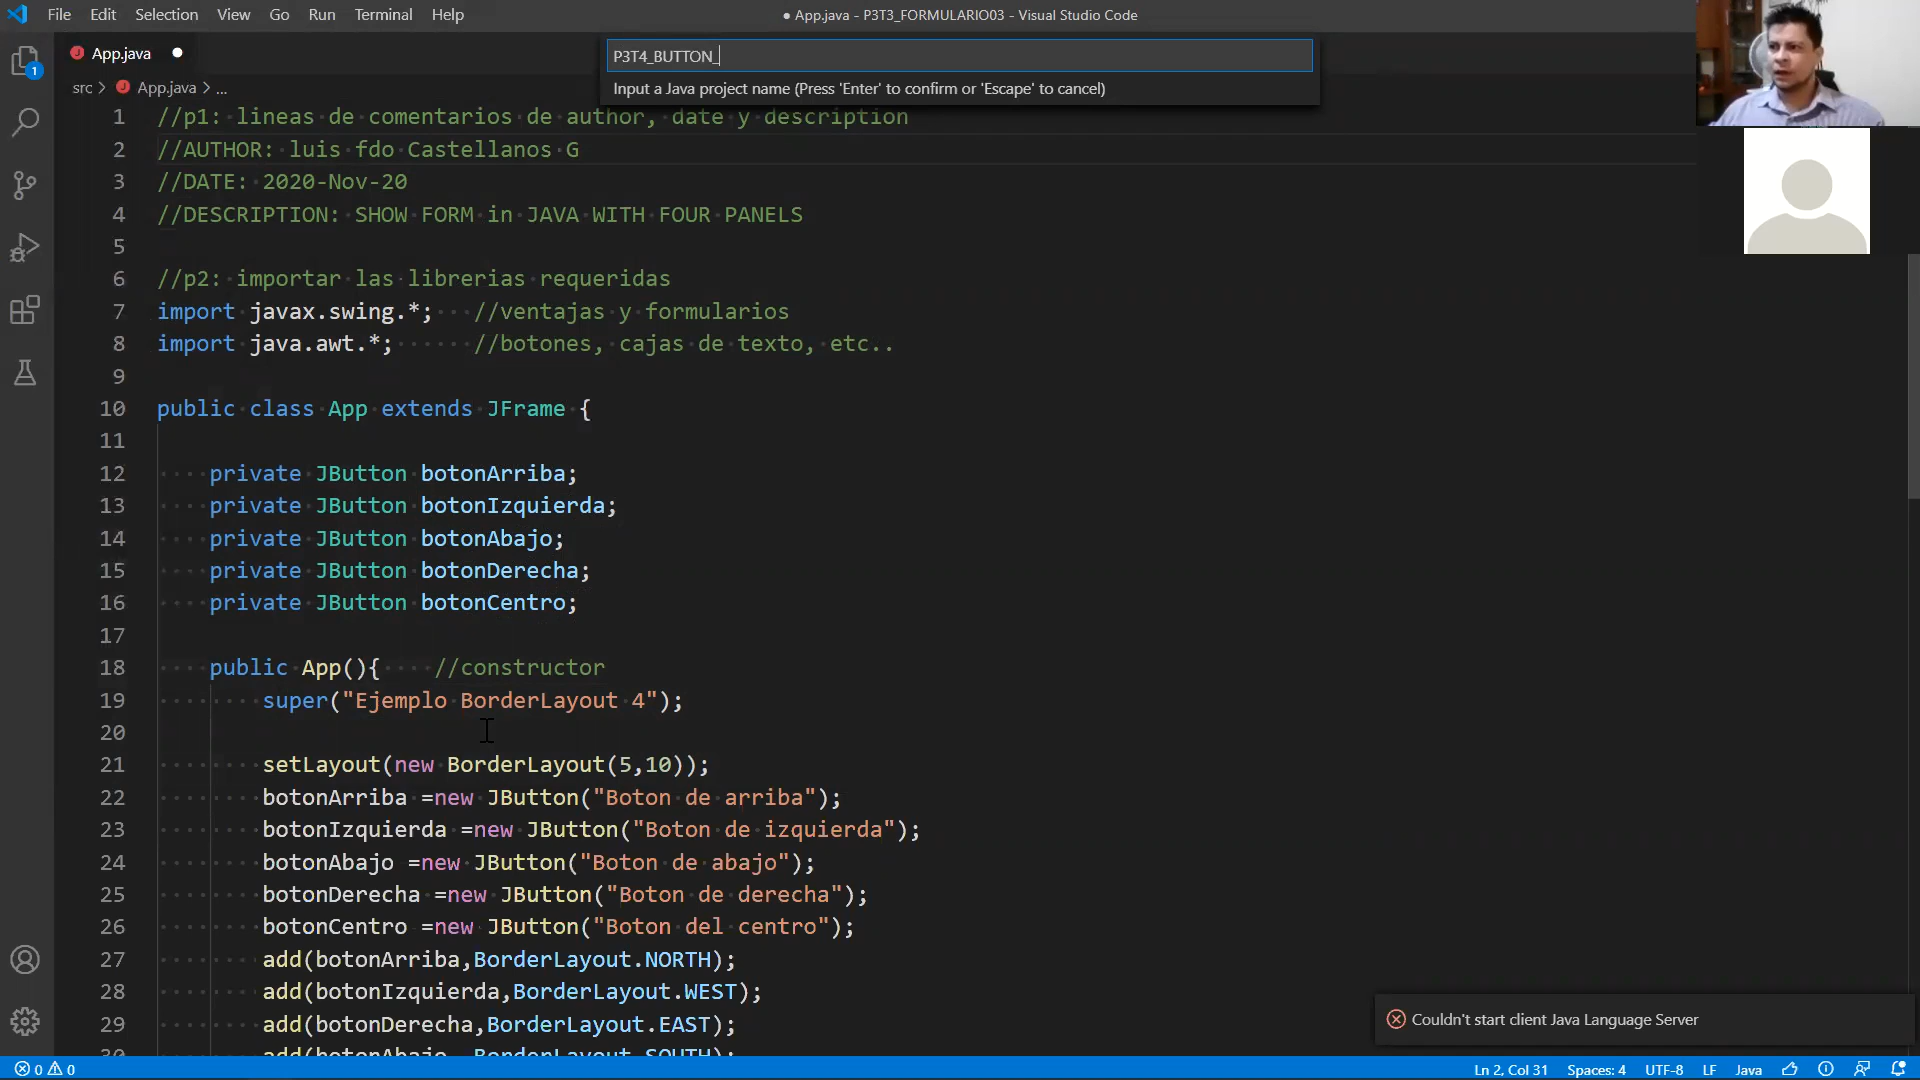 File Edit Selection View Go Run Terminal Help
● App.java - P3T3_FORMULARIO03 - Visual Studio Code
App.java
P3T4_BUTTON_
Input a Java project name (Press 'Enter' to confirm or 'Escape' to cancel)
1
src > App.java > ...
1 //p1: lineas de comentarios de author, date y description
2 //AUTHOR: luis fdo Castellanos G
3 //DATE: 2020-Nov-20
4 //DESCRIPTION: SHOW FORM in JAVA WITH FOUR PANELS
5
6 //p2: importar las librerias requeridas
7 import javax.swing.*; //ventajas y formularios
8 import java.awt.*; //botones, cajas de texto, etc..
9
10 public class App extends JFrame {
11
12 private JButton botonArriba;
13 private JButton botonIzquierda;
14 private JButton botonAbajo;
15 private JButton botonDerecha;
16 private JButton botonCentro;
17
18 public App(){ //constructor
19 super("Ejemplo BorderLayout 4");
20
21 setLayout(new BorderLayout(5,10));
22 botonArriba =new JButton("Boton de arriba");
23 botonIzquierda =new JButton("Boton de izquierda");
24 botonAbajo =new JButton("Boton de abajo");
25 botonDerecha =new JButton("Boton de derecha");
26 botonCentro =new JButton("Boton del centro");
27 add(botonArriba,BorderLayout.NORTH);
28 add(botonIzquierda,BorderLayout.WEST);
29 add(botonDerecha,BorderLayout.EAST);
30 add(botonAbajo, BorderLayout.SOUTH);
Couldn't start client Java Language Server
0 0
Ln 2, Col 31 Spaces: 4 UTF-8 LF Java